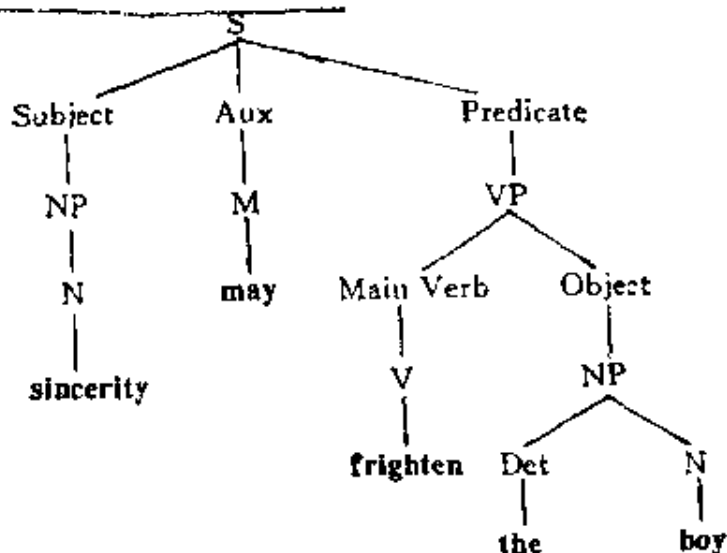 S
Subject Aux Predicate
NP M VP
N may Main Verb Object
sincerity V NP
frighten Det N
the boy